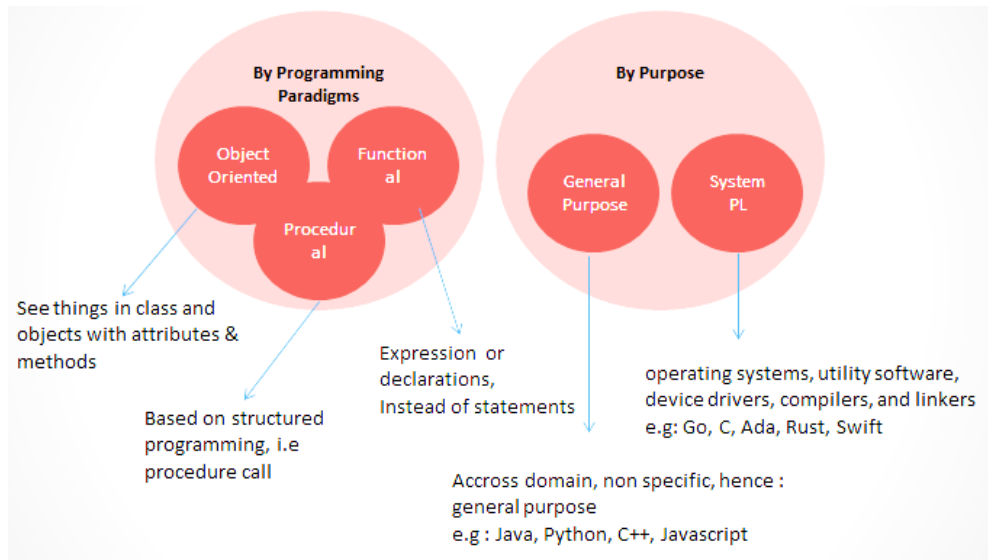 By Programming
Paradigms
Object
Oriented
Function
al
Procedur
al
By Purpose
General
Purpose
System
PL
See things in class and
objects with attributes &
methods
Based on structured
programming, i.e
procedure call
Expression or
declarations,
Instead of statements
operating systems, utility software,
device drivers, compilers, and linkers
e.g: Go, C, Ada, Rust, Swift
Accross domain, non specific, hence :
general purpose
e.g : Java, Python, C++, Javascript